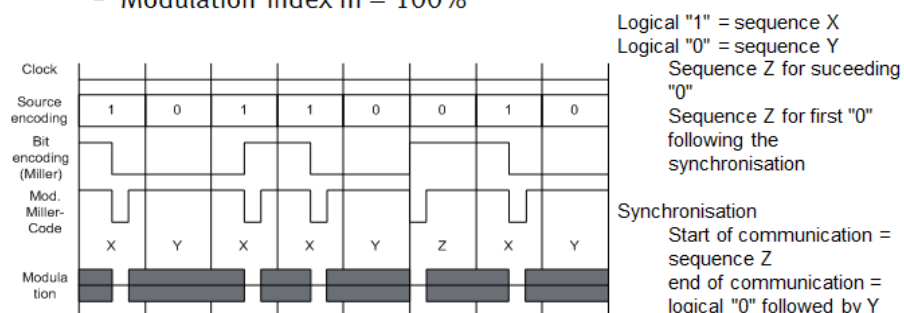 – Modulation index m = 100%
Logical "1" = sequence X
Logical "0" = sequence Y
Sequence Z for suceeding
"0"
Sequence Z for first "0"
following the
synchronisation
Synchronisation
Start of communication =
sequence Z
end of communication =
logical "0" followed by Y
Clock
Source
encoding
1 0 1 1 0 0 1 0
Bit
encoding
(Miller)
Mod.
Miller-
Code
X Y X X Y Z X Y
Modula
tion